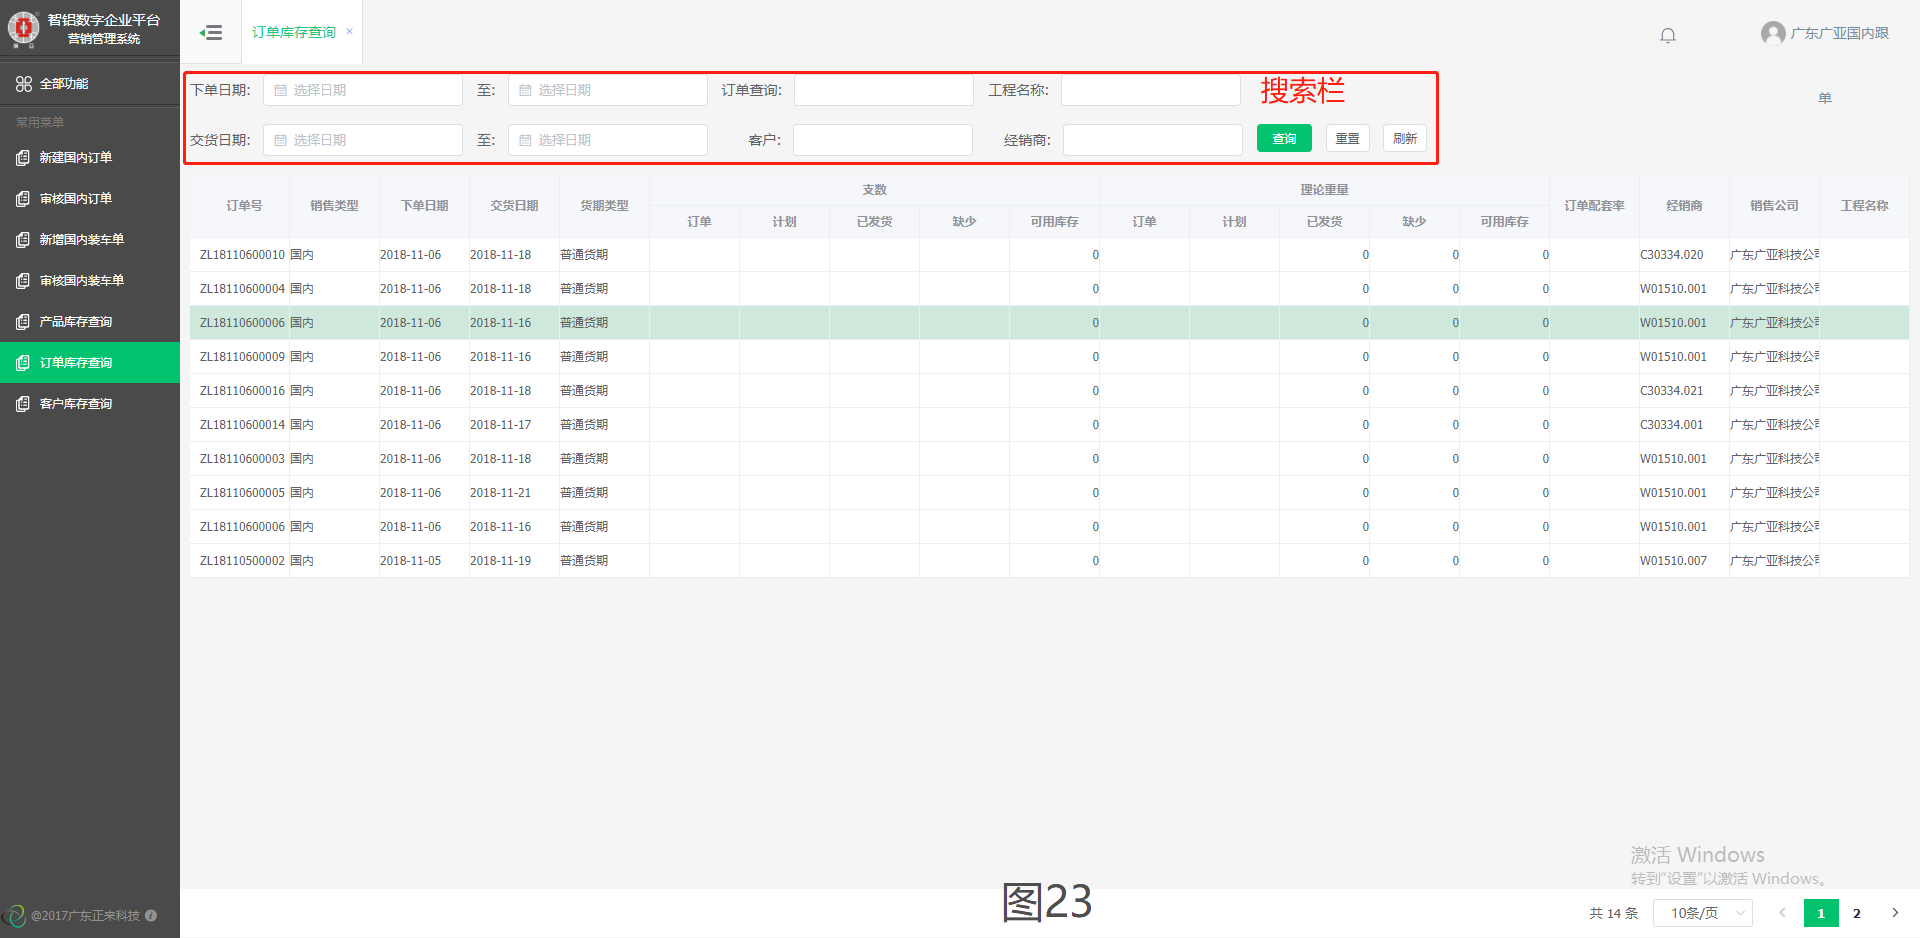 智铝数字企业平台
营销管理系统
订单库存查询 ×
广东广亚国内跟
单
全部功能
常用菜单
新建国内订单
审核国内订单
新增国内装车单
审核国内装车单
产品库存查询
订单库存查询
客户库存查询
@2017广东正来科技
下单日期: 选择日期 至: 选择日期 订单查询: 工程名称: 搜索栏
交货日期: 选择日期 至: 选择日期 客户: 经销商: 查询 重置 刷新
订单号 销售类型 下单日期 交货日期 货期类型 支数 理论重量 订单配套率 经销商 销售公司 工程名称
订单 计划 已发货 缺少 可用库存 订单 计划 已发货 缺少 可用库存
ZL18110600010 国内 2018-11-06 2018-11-18 普通货期 0 0 0 0 C30334.020 广东广亚科技公司
ZL18110600004 国内 2018-11-06 2018-11-18 普通货期 0 0 0 0 W01510.001 广东广亚科技公司
ZL18110600006 国内 2018-11-06 2018-11-16 普通货期 0 0 0 0 W01510.001 广东广亚科技公司
ZL18110600009 国内 2018-11-06 2018-11-16 普通货期 0 0 0 0 W01510.001 广东广亚科技公司
ZL18110600016 国内 2018-11-06 2018-11-18 普通货期 0 0 0 0 C30334.021 广东广亚科技公司
ZL18110600014 国内 2018-11-06 2018-11-17 普通货期 0 0 0 0 C30334.001 广东广亚科技公司
ZL18110600003 国内 2018-11-06 2018-11-18 普通货期 0 0 0 0 W01510.001 广东广亚科技公司
ZL18110600005 国内 2018-11-06 2018-11-21 普通货期 0 0 0 0 W01510.001 广东广亚科技公司
ZL18110600006 国内 2018-11-06 2018-11-16 普通货期 0 0 0 0 W01510.001 广东广亚科技公司
ZL18110500002 国内 2018-11-05 2018-11-19 普通货期 0 0 0 0 W01510.007 广东广亚科技公司
激活 Windows
转到“设置”以激活 Windows。
图23
共 14 条 10条/页 < 1 2 >